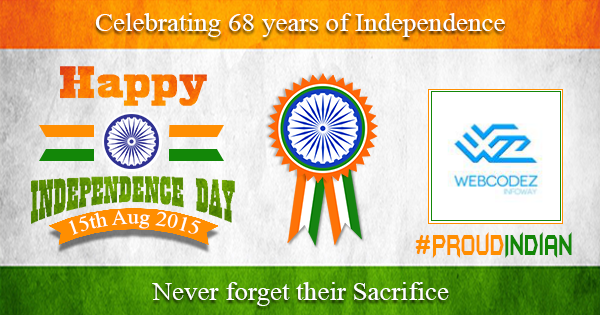 Celebrating 68 years of Independence
Happy
INDEPENDENCE DAY
15th Aug 2015
WEBCODEZ
INFOWAY
#PROUDINDIAN
Never forget their Sacrifice